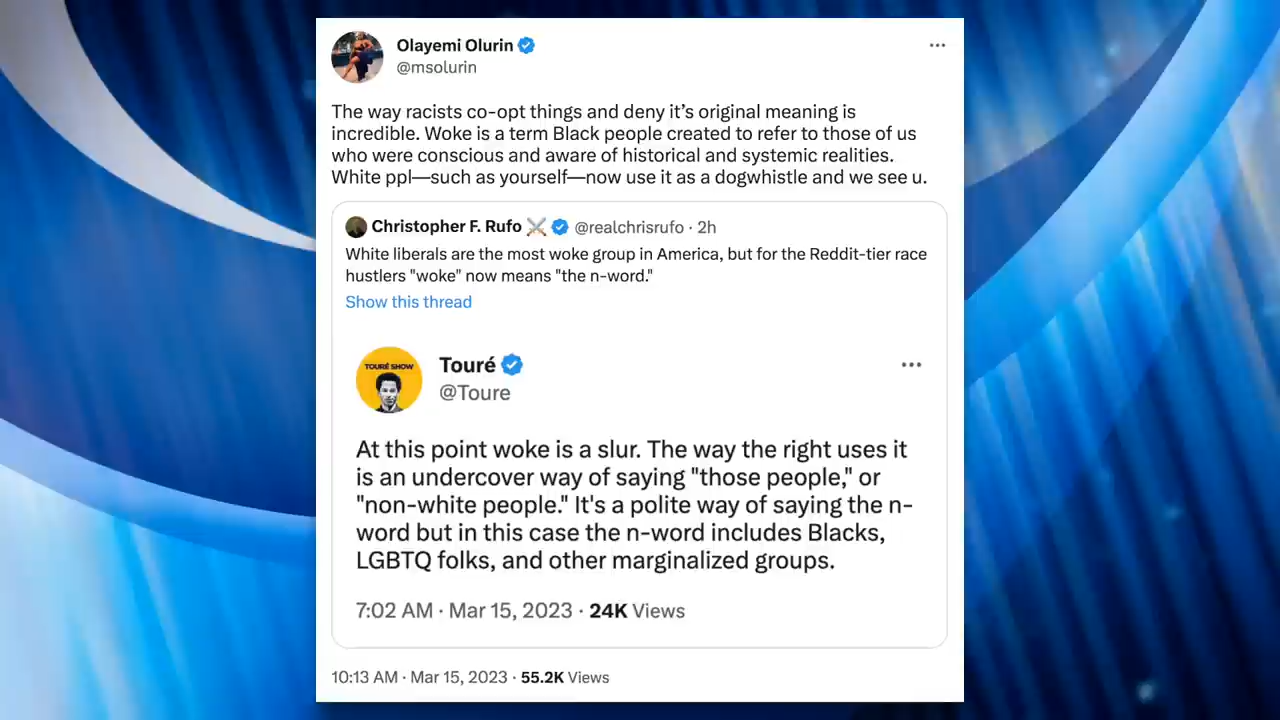 Olayemi Olurin
@msolurin
The way racists co-opt things and deny it’s original meaning is
incredible. Woke is a term Black people created to refer to those of us
who were conscious and aware of historical and systemic realities.
White ppl—such as yourself—now use it as a dogwhistle and we see u.
Christopher F. Rufo ⚔️ @realchrisrufo · 2h
White liberals are the most woke group in America, but for the Reddit-tier race
hustlers "woke" now means "the n-word."
Show this thread
TOURÉ SHOW
Touré
@Toure
At this point woke is a slur. The way the right uses it
is an undercover way of saying "those people," or
"non-white people." It's a polite way of saying the n-
word but in this case the n-word includes Blacks,
LGBTQ folks, and other marginalized groups.
7:02 AM · Mar 15, 2023 · 24K Views
10:13 AM · Mar 15, 2023 · 55.2K Views